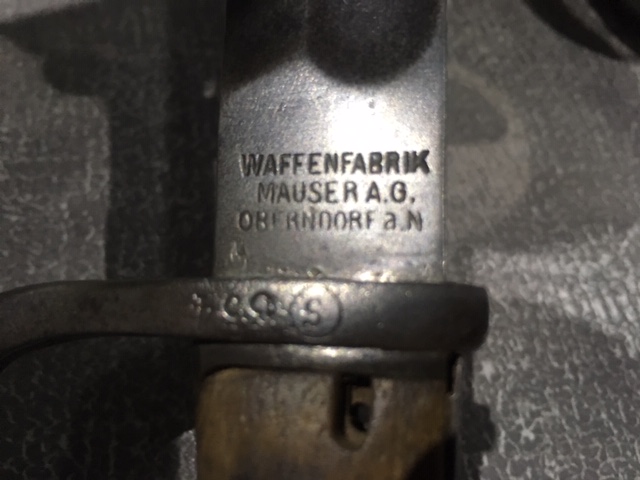 WAFFENFABRIK
MAUSER A.G.
OBERNDORF a.N